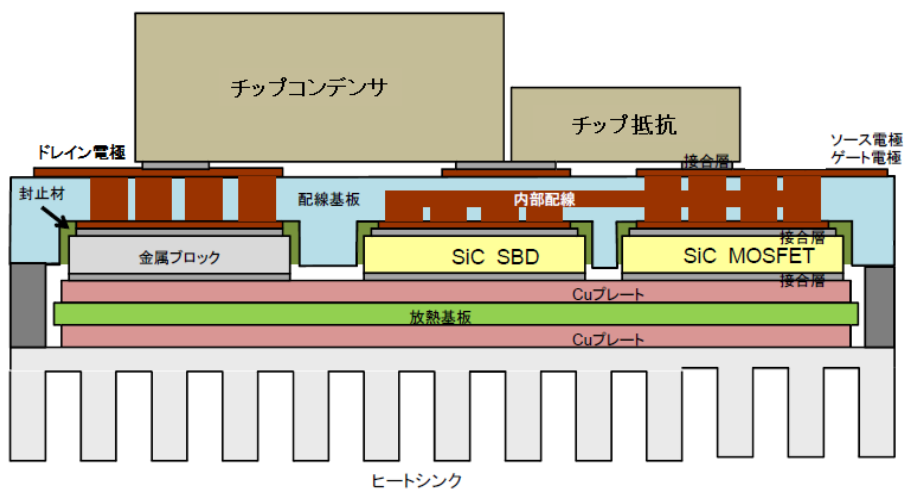 チップコンデンサ
チップ抵抗
ドレイン電極
接合層
ソース電極
ゲート電極
封止材
配線基板
内部配線
接合層
金属ブロック
SiC SBD
SiC MOSFET
接合層
Cuプレート
放熱基板
Cuプレート
ヒートシンク